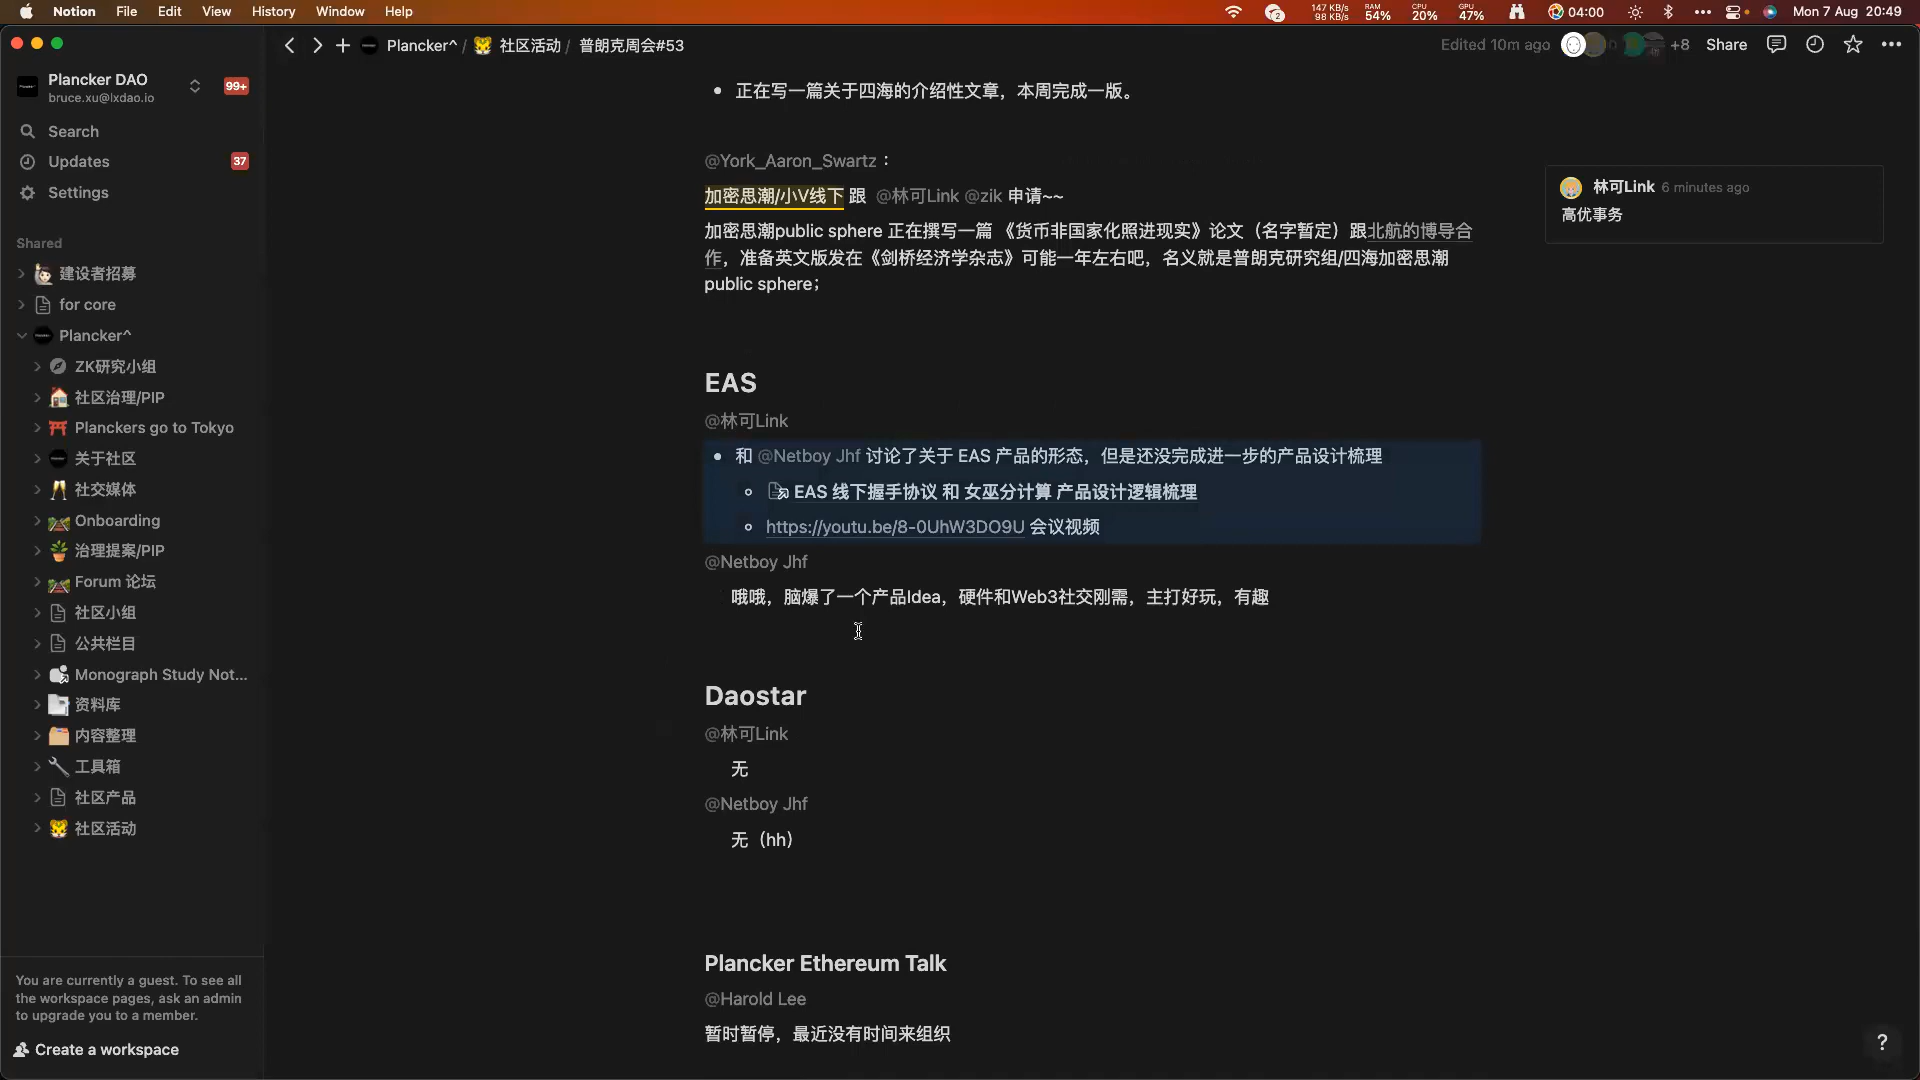 Notion File Edit View History Window Help
2
147 KB/s
98 KB/s
RAM
54%
CPU
20%
GPU
47%
04:00
Mon 7 Aug 20:49
Plancker^ / 社区活动 / 普朗克周会#53
Edited 10m ago
+8
Share
Plancker DAO
bruce.xu@lxdao.io
99+
Search
Updates
37
Settings
Shared
建设者招募
for core
Plancker^
ZK研究小组
社区治理/PIP
Planckers go to Tokyo
关于社区
社交媒体
Onboarding
治理提案/PIP
Forum 论坛
社区小组
公共栏目
Monograph Study Not...
资料库
内容整理
工具箱
社区产品
社区活动
You are currently a guest. To see all
the workspace pages, ask an admin
to upgrade you to a member.
Create a workspace
正在写一篇关于四海的介绍性文章，本周完成一版。
@York_Aaron_Swartz：
加密思潮/小V线下 跟 @林可Link @zik 申请~~
加密思潮public sphere 正在撰写一篇 《货币非国家化照进现实》论文（名字暂定）跟北航的博导合
作，准备英文版发在《剑桥经济学杂志》可能一年左右吧，名义就是普朗克研究组/四海加密思潮
public sphere；
EAS
@林可Link
和 @Netboy Jhf 讨论了关于 EAS 产品的形态，但是还没完成进一步的产品设计梳理
EAS 线下握手协议 和 女巫分计算 产品设计逻辑梳理
https://youtu.be/8-0UhW3DO9U 会议视频
@Netboy Jhf
哦哦，脑爆了一个产品Idea，硬件和Web3社交刚需，主打好玩，有趣
Daostar
@林可Link
无
@Netboy Jhf
无（hh）
Plancker Ethereum Talk
@Harold Lee
暂时暂停，最近没有时间来组织
林可Link 6 minutes ago
高优事务
?